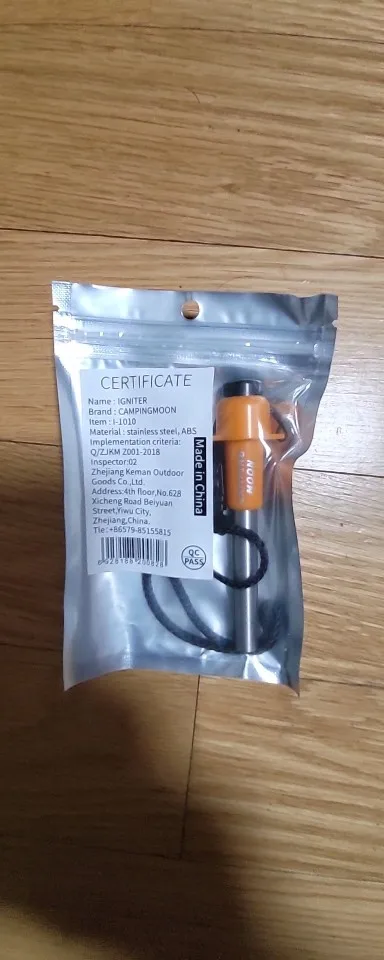 CERTIFICATE
Name : IGNITER
Brand : CAMPINGMOON
Item : I-1010
Material : stainless steel, ABS
Implementation criteria:
Q/ZJKM Z001-2018
Inspector:02
Zhejiang Keman Outdoor
Goods Co.,Ltd.
Address:4th floor,No.628
Xicheng Road Beiyuan
Street,Yiwu City,
Zhejiang,China.
Tle:+86579-85155815
Made in China
QC
PASS
MOON